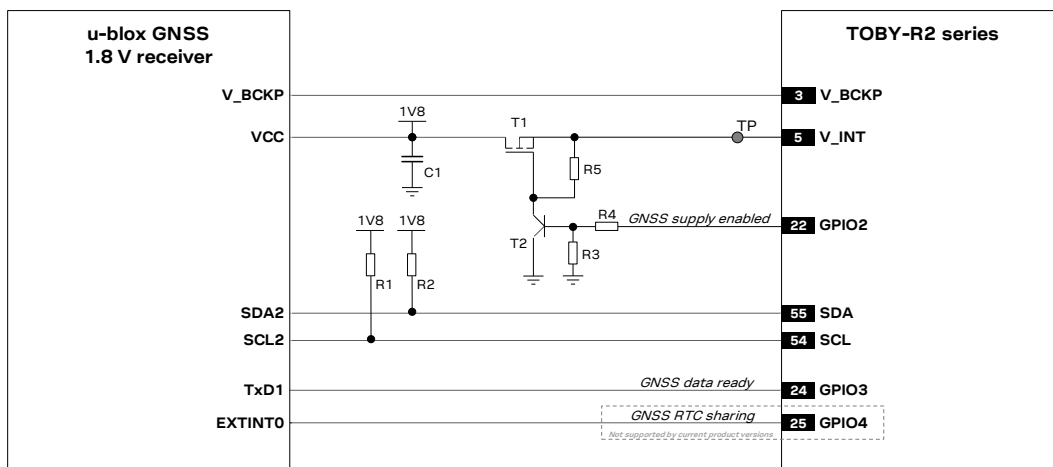 u-blox GNSS
1.8 V receiver
TOBY-R2 series
V_BCKP
3
V_BCKP
1V8
T1
TP
VCC
5
V_INT
C1
R5
1V8
1V8
R4
GNSS supply enabled
22
GPIO2
T2
R3
R1
R2
SDA2
55
SDA
SCL2
54
SCL
GNSS data ready
TxD1
24
GPIO3
GNSS RTC sharing
EXTINT0
25
GPIO4
Not supported by current product versions